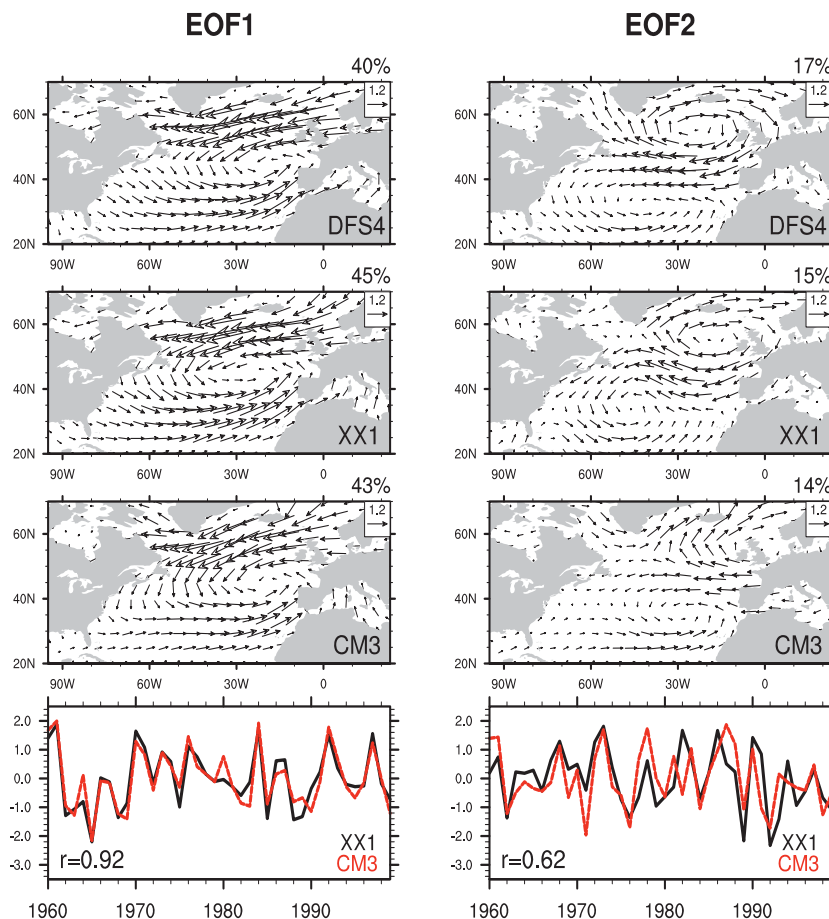 EOF1
EOF2
40%
17%
60N
40N
20N
1.2
DFS4
60N
40N
20N
1.2
DFS4
90W 60W 30W 0
90W 60W 30W 0
45%
15%
60N
40N
20N
1.2
XX1
60N
40N
20N
1.2
XX1
90W 60W 30W 0
90W 60W 30W 0
43%
14%
60N
40N
20N
1.2
CM3
60N
40N
20N
1.2
CM3
90W 60W 30W 0
90W 60W 30W 0
2.0
1.0
0.0
-1.0
-2.0
-3.0
r=0.92
XX1
CM3
1960 1970 1980 1990
2.0
1.0
0.0
-1.0
-2.0
-3.0
r=0.62
XX1
CM3
1960 1970 1980 1990